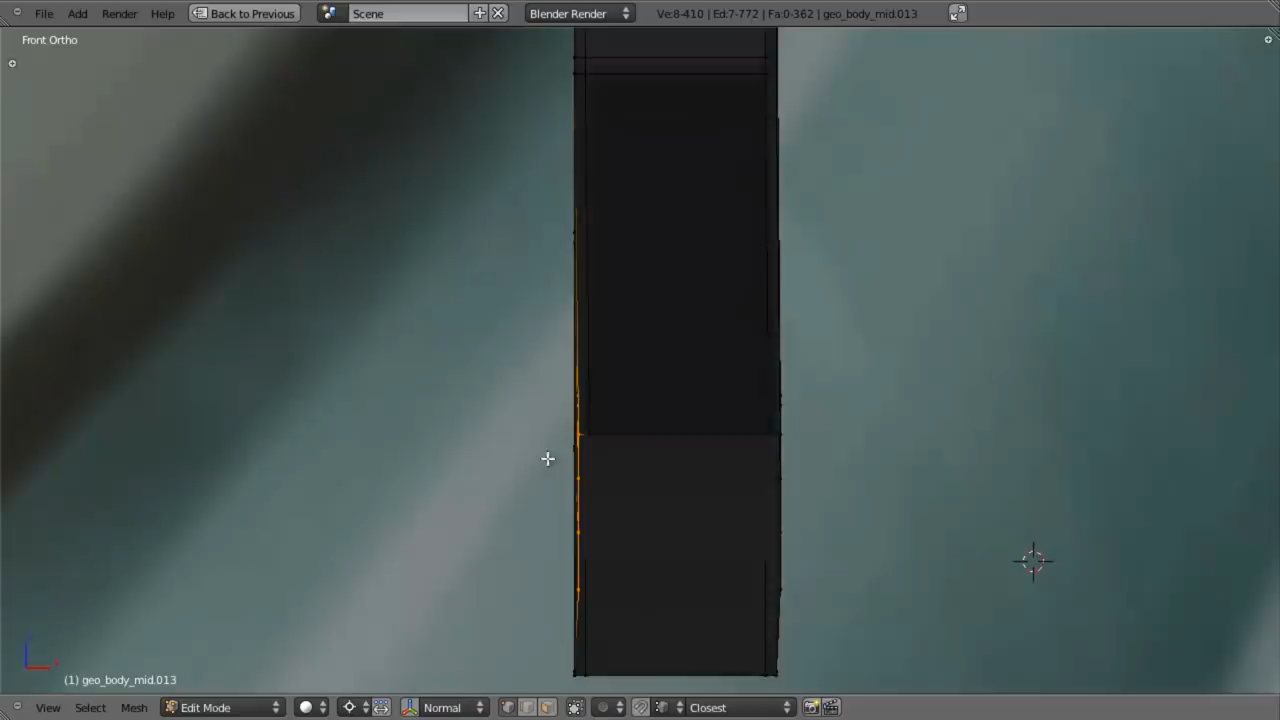 File Add Render Help Back to Previous Scene Blender Render Ve:8-410 | Ed:7-772 | Fa:0-362 | geo_body_mid.013
Front Ortho
(1) geo_body_mid.013
View Select Mesh Edit Mode Normal Closest